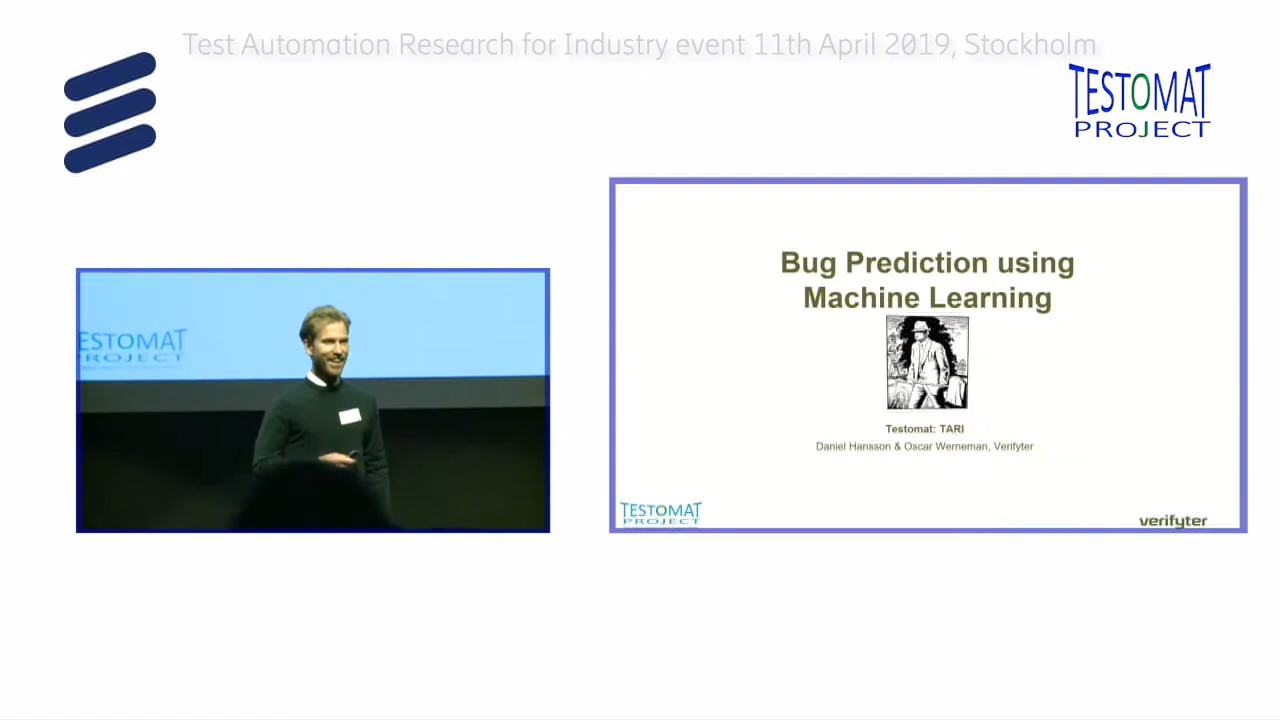 Test Automation Research for Industry event 11th April 2019, Stockholm
TESTOMAT
PROJECT
ESTOMAT
PROJECT
Bug Prediction using
Machine Learning
Testomat: TARI
Daniel Hansson & Oscar Werneman, Verifyter
TESTOMAT
PROJECT
verifyter